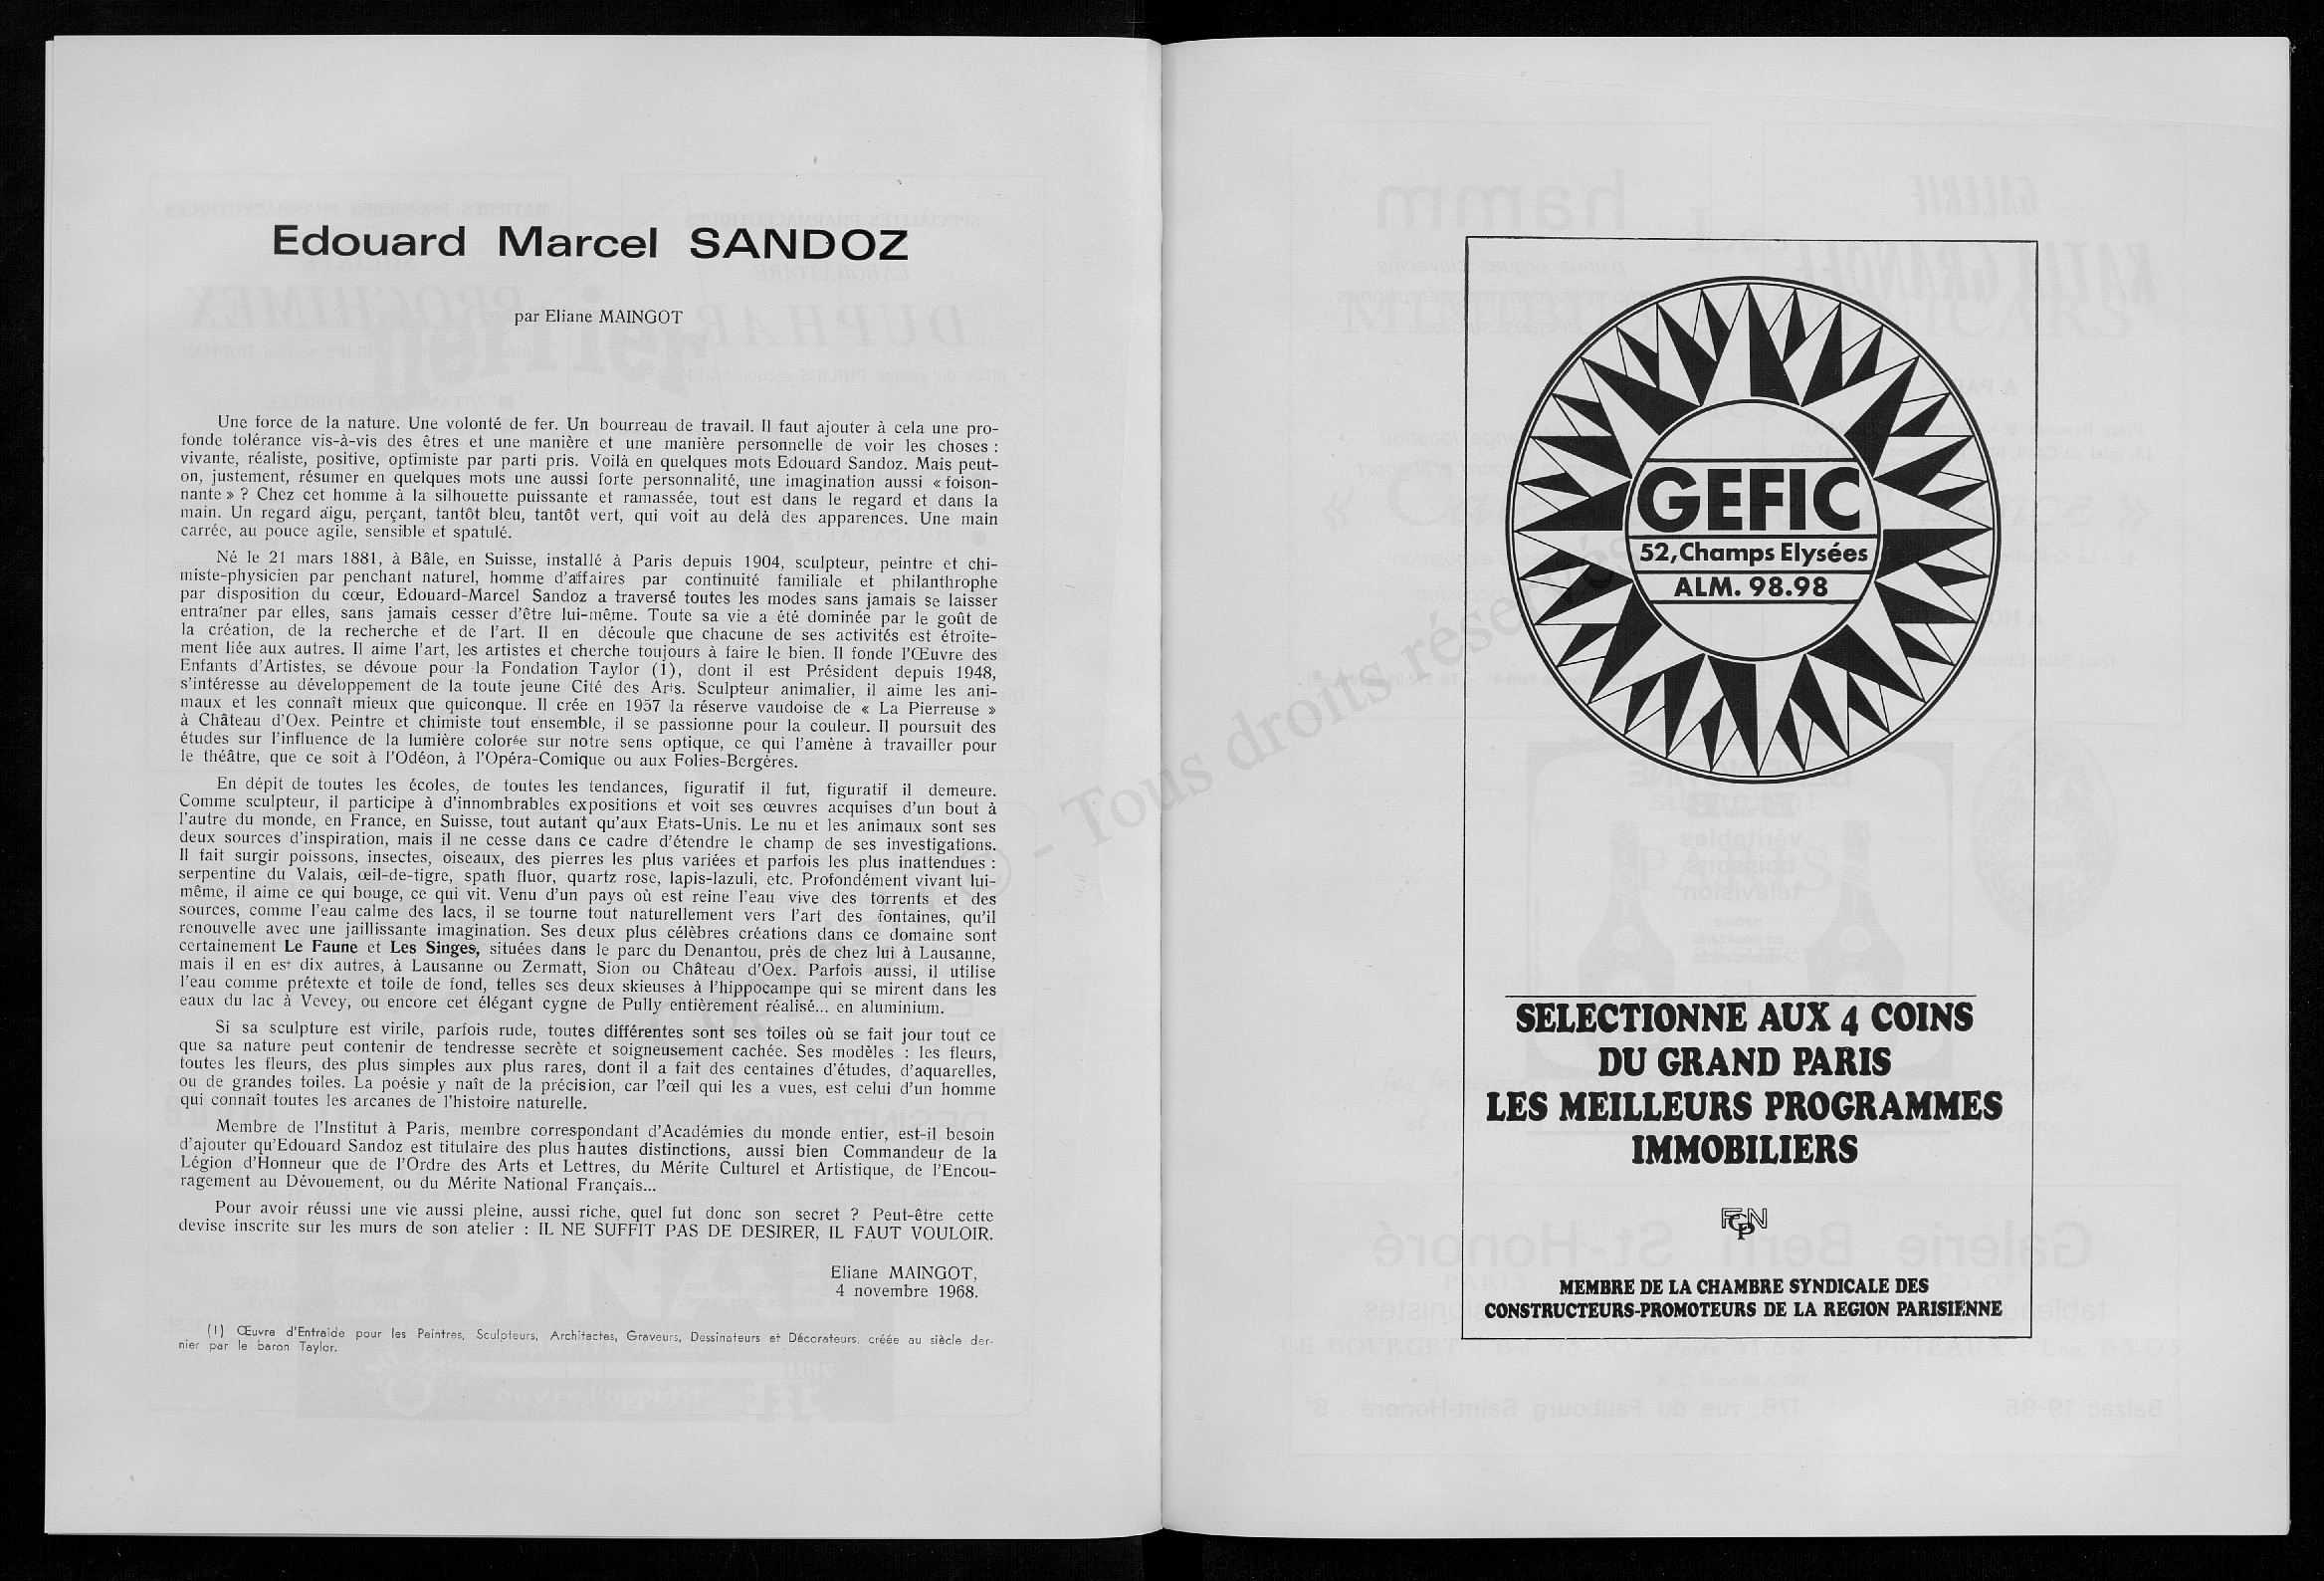 Edouard Marcel SANDOZ
par Eliane MAINGOT
Une force de la nature. Une volonté de fer. Un bourreau de travail. Il faut ajouter à cela une pro-
fonde tolérance vis-à-vis des êtres et une manière et une manière personnelle de voir les choses :
vivante, réaliste, positive, optimiste par parti pris. Voilà en quelques mots Edouard Sandoz. Mais peut-
on, justement, résumer en quelques mots une aussi forte personnalité, une imagination aussi « foison-
nante » ? Chez cet homme à la silhouette puissante et ramassée, tout est dans le regard et dans la
main. Un regard aigu, perçant, tantôt bleu, tantôt vert, qui voit au delà des apparences. Une main
carrée, au pouce agile, sensible et spatulé.
Né le 21 mars 1881, à Bâle, en Suisse, installé à Paris depuis 1904, sculpteur, peintre et chi-
miste-physicien par penchant naturel, homme d'affaires par continuité familiale et philanthrophe
par disposition du cœur, Edouard-Marcel Sandoz a traversé toutes les modes sans jamais se laisser
entraîner par elles, sans jamais cesser d'être lui-même. Toute sa vie a été dominée par le goût de
la création, de la recherche et de l'art. Il en découle que chacune de ses activités est étroite-
ment liée aux autres. Il aime l'art, les artistes et cherche toujours à faire le bien. Il fonde l'Œuvre des
Enfants d'Artistes, se dévoue pour la Fondation Taylor (1), dont il est Président depuis 1948,
s'intéresse au développement de la toute jeune Cité des Arts. Sculpteur animalier, il aime les ani-
maux et les connaît mieux que quiconque. Il crée en 1957 la réserve vaudoise de « La Pierreuse »
à Château d'Oex. Peintre et chimiste tout ensemble, il se passionne pour la couleur. Il poursuit des
études sur l'influence de la lumière colorée sur notre sens optique, ce qui l'amène à travailler pour
le théâtre, que ce soit à l'Odéon, à l'Opéra-Comique ou aux Folies-Bergères.
En dépit de toutes les écoles, de toutes les tendances, figuratif il fut, figuratif il demeure.
Comme sculpteur, il participe à d'innombrables expositions et voit ses œuvres acquises d'un bout à
l'autre du monde, en France, en Suisse, tout autant qu'aux Etats-Unis. Le nu et les animaux sont ses
deux sources d'inspiration, mais il ne cesse dans ce cadre d'étendre le champ de ses investigations.
Il fait surgir poissons, insectes, oiseaux, des pierres les plus variées et parfois les plus inattendues :
serpentine du Valais, œil-de-tigre, spath fluor, quartz rose, lapis-lazuli, etc. Profondément vivant lui-
même, il aime ce qui bouge, ce qui vit. Venu d'un pays où est reine l'eau vive des torrents et des
sources, comme l'eau calme des lacs, il se tourne tout naturellement vers l'art des fontaines, qu'il
renouvelle avec une jaillissante imagination. Ses deux plus célèbres créations dans ce domaine sont
certainement Le Faune et Les Singes, situées dans le parc du Denantou, près de chez lui à Lausanne,
mais il en est dix autres, à Lausanne ou Zermatt, Sion ou Château d'Oex. Parfois aussi, il utilise
l'eau comme prétexte et toile de fond, telles ses deux skieuses à l'hippocampe qui se mirent dans les
eaux du lac à Vevey, ou encore cet élégant cygne de Pully entièrement réalisé... en aluminium.
Si sa sculpture est virile, parfois rude, toutes différentes sont ses toiles où se fait jour tout ce
que sa nature peut contenir de tendresse secrète et soigneusement cachée. Ses modèles : les fleurs,
toutes les fleurs, des plus simples aux plus rares, dont il a fait des centaines d'études, d'aquarelles,
ou de grandes toiles. La poésie y naît de la précision, car l'œil qui les a vues, est celui d'un homme
qui connaît toutes les arcanes de l'histoire naturelle.
Membre de l'Institut à Paris, membre correspondant d'Académies du monde entier, est-il besoin
d'ajouter qu'Edouard Sandoz est titulaire des plus hautes distinctions, aussi bien Commandeur de la
Légion d'Honneur que de l'Ordre des Arts et Lettres, du Mérite Culturel et Artistique, de l'Encou-
ragement au Dévouement, ou du Mérite National Français...
Pour avoir réussi une vie aussi pleine, aussi riche, quel fut donc son secret ? Peut-être cette
devise inscrite sur les murs de son atelier : IL NE SUFFIT PAS DE DESIRER, IL FAUT VOULOIR.
Eliane MAINGOT,
4 novembre 1968.
(1) Œuvre d'Entraide pour les Peintres, Sculpteurs, Architectes, Graveurs, Dessinateurs et Décorateurs, créée au siècle der-
nier par le baron Taylor.
© - Tous droits réservés
GEFIC
52, Champs Elysées
ALM. 98.98
SELECTIONNE AUX 4 COINS
DU GRAND PARIS
LES MEILLEURS PROGRAMMES
IMMOBILIERS
MEMBRE DE LA CHAMBRE SYNDICALE DES
CONSTRUCTEURS-PROMOTEURS DE LA REGION PARISIENNE